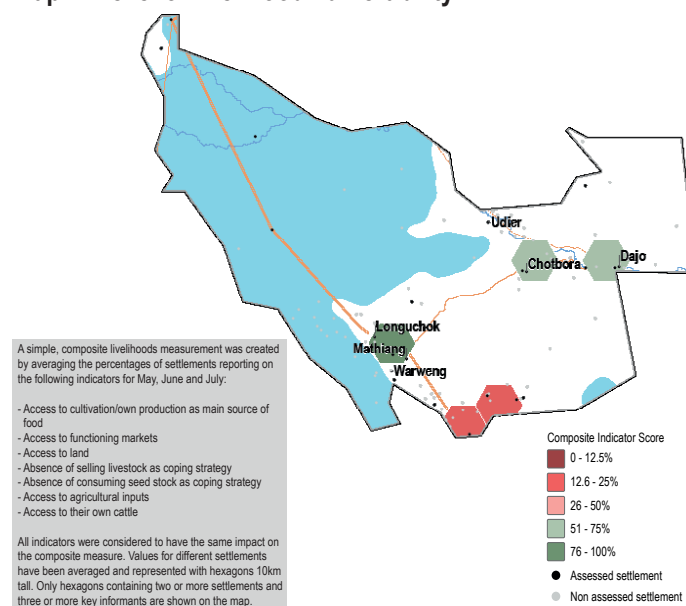 Udier
Chotbora
Dajo
Longuchok
Mathiang
Warweng
A simple, composite livelihoods measurement was created
by averaging the percentages of settlements reporting on
the following indicators for May, June and July:
- Access to cultivation/own production as main source of
food
- Access to functioning markets
- Access to land
- Absence of selling livestock as coping strategy
- Absence of consuming seed stock as coping strategy
- Access to agricultural inputs
- Access to their own cattle
All indicators were considered to have the same impact on
the composite measure. Values for different settlements
have been averaged and represented with hexagons 10km
tall. Only hexagons containing two or more settlements and
three or more key informants are shown on the map.
Composite Indicator Score
0 - 12.5%
12.6 - 25%
26 - 50%
51 - 75%
76 - 100%
Assessed settlement
Non assessed settlement